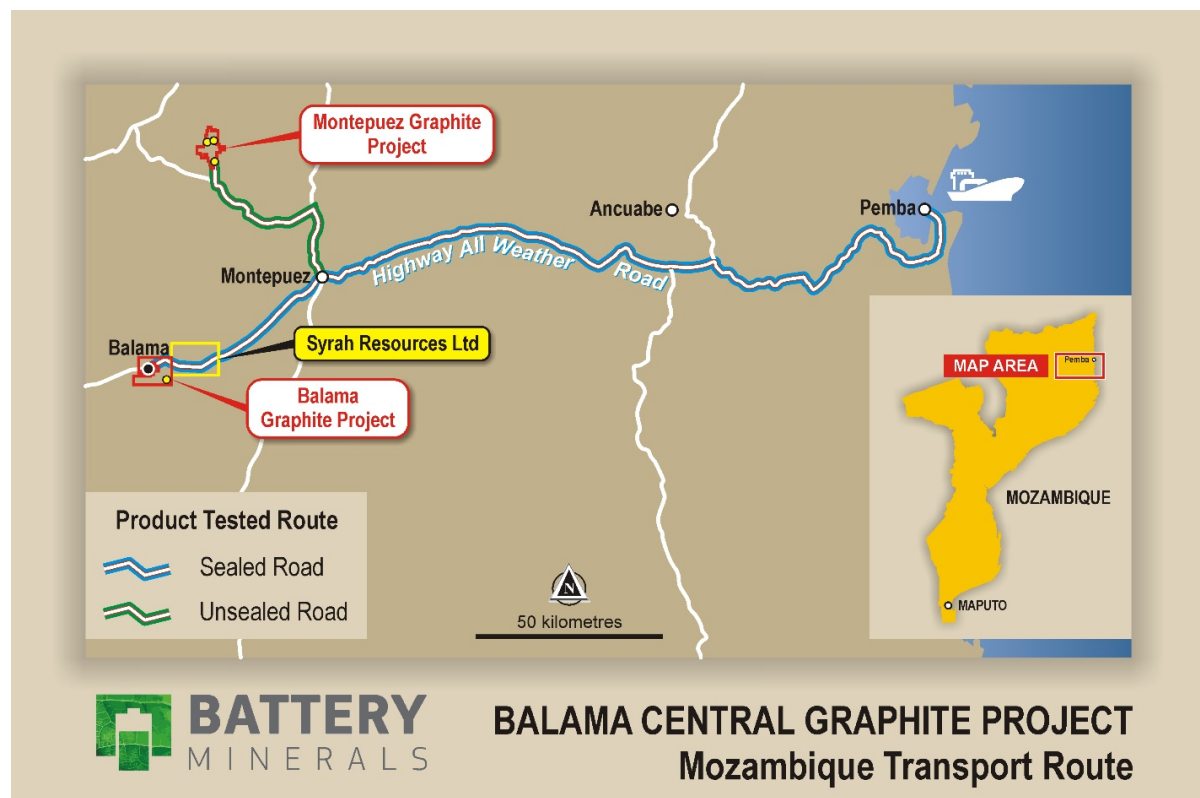 Montepuez Graphite
Project
Ancuabe
Pemba
Montepuez
Highway All Weather Road
Balama
Syrah Resources Ltd
Balama
Graphite Project
MAP AREA
Pemba
MOZAMBIQUE
MAPUTO
Product Tested Route
Sealed Road
Unsealed Road
N
50 kilometres
BATTERY
MINERALS
BALAMA CENTRAL GRAPHITE PROJECT
Mozambique Transport Route